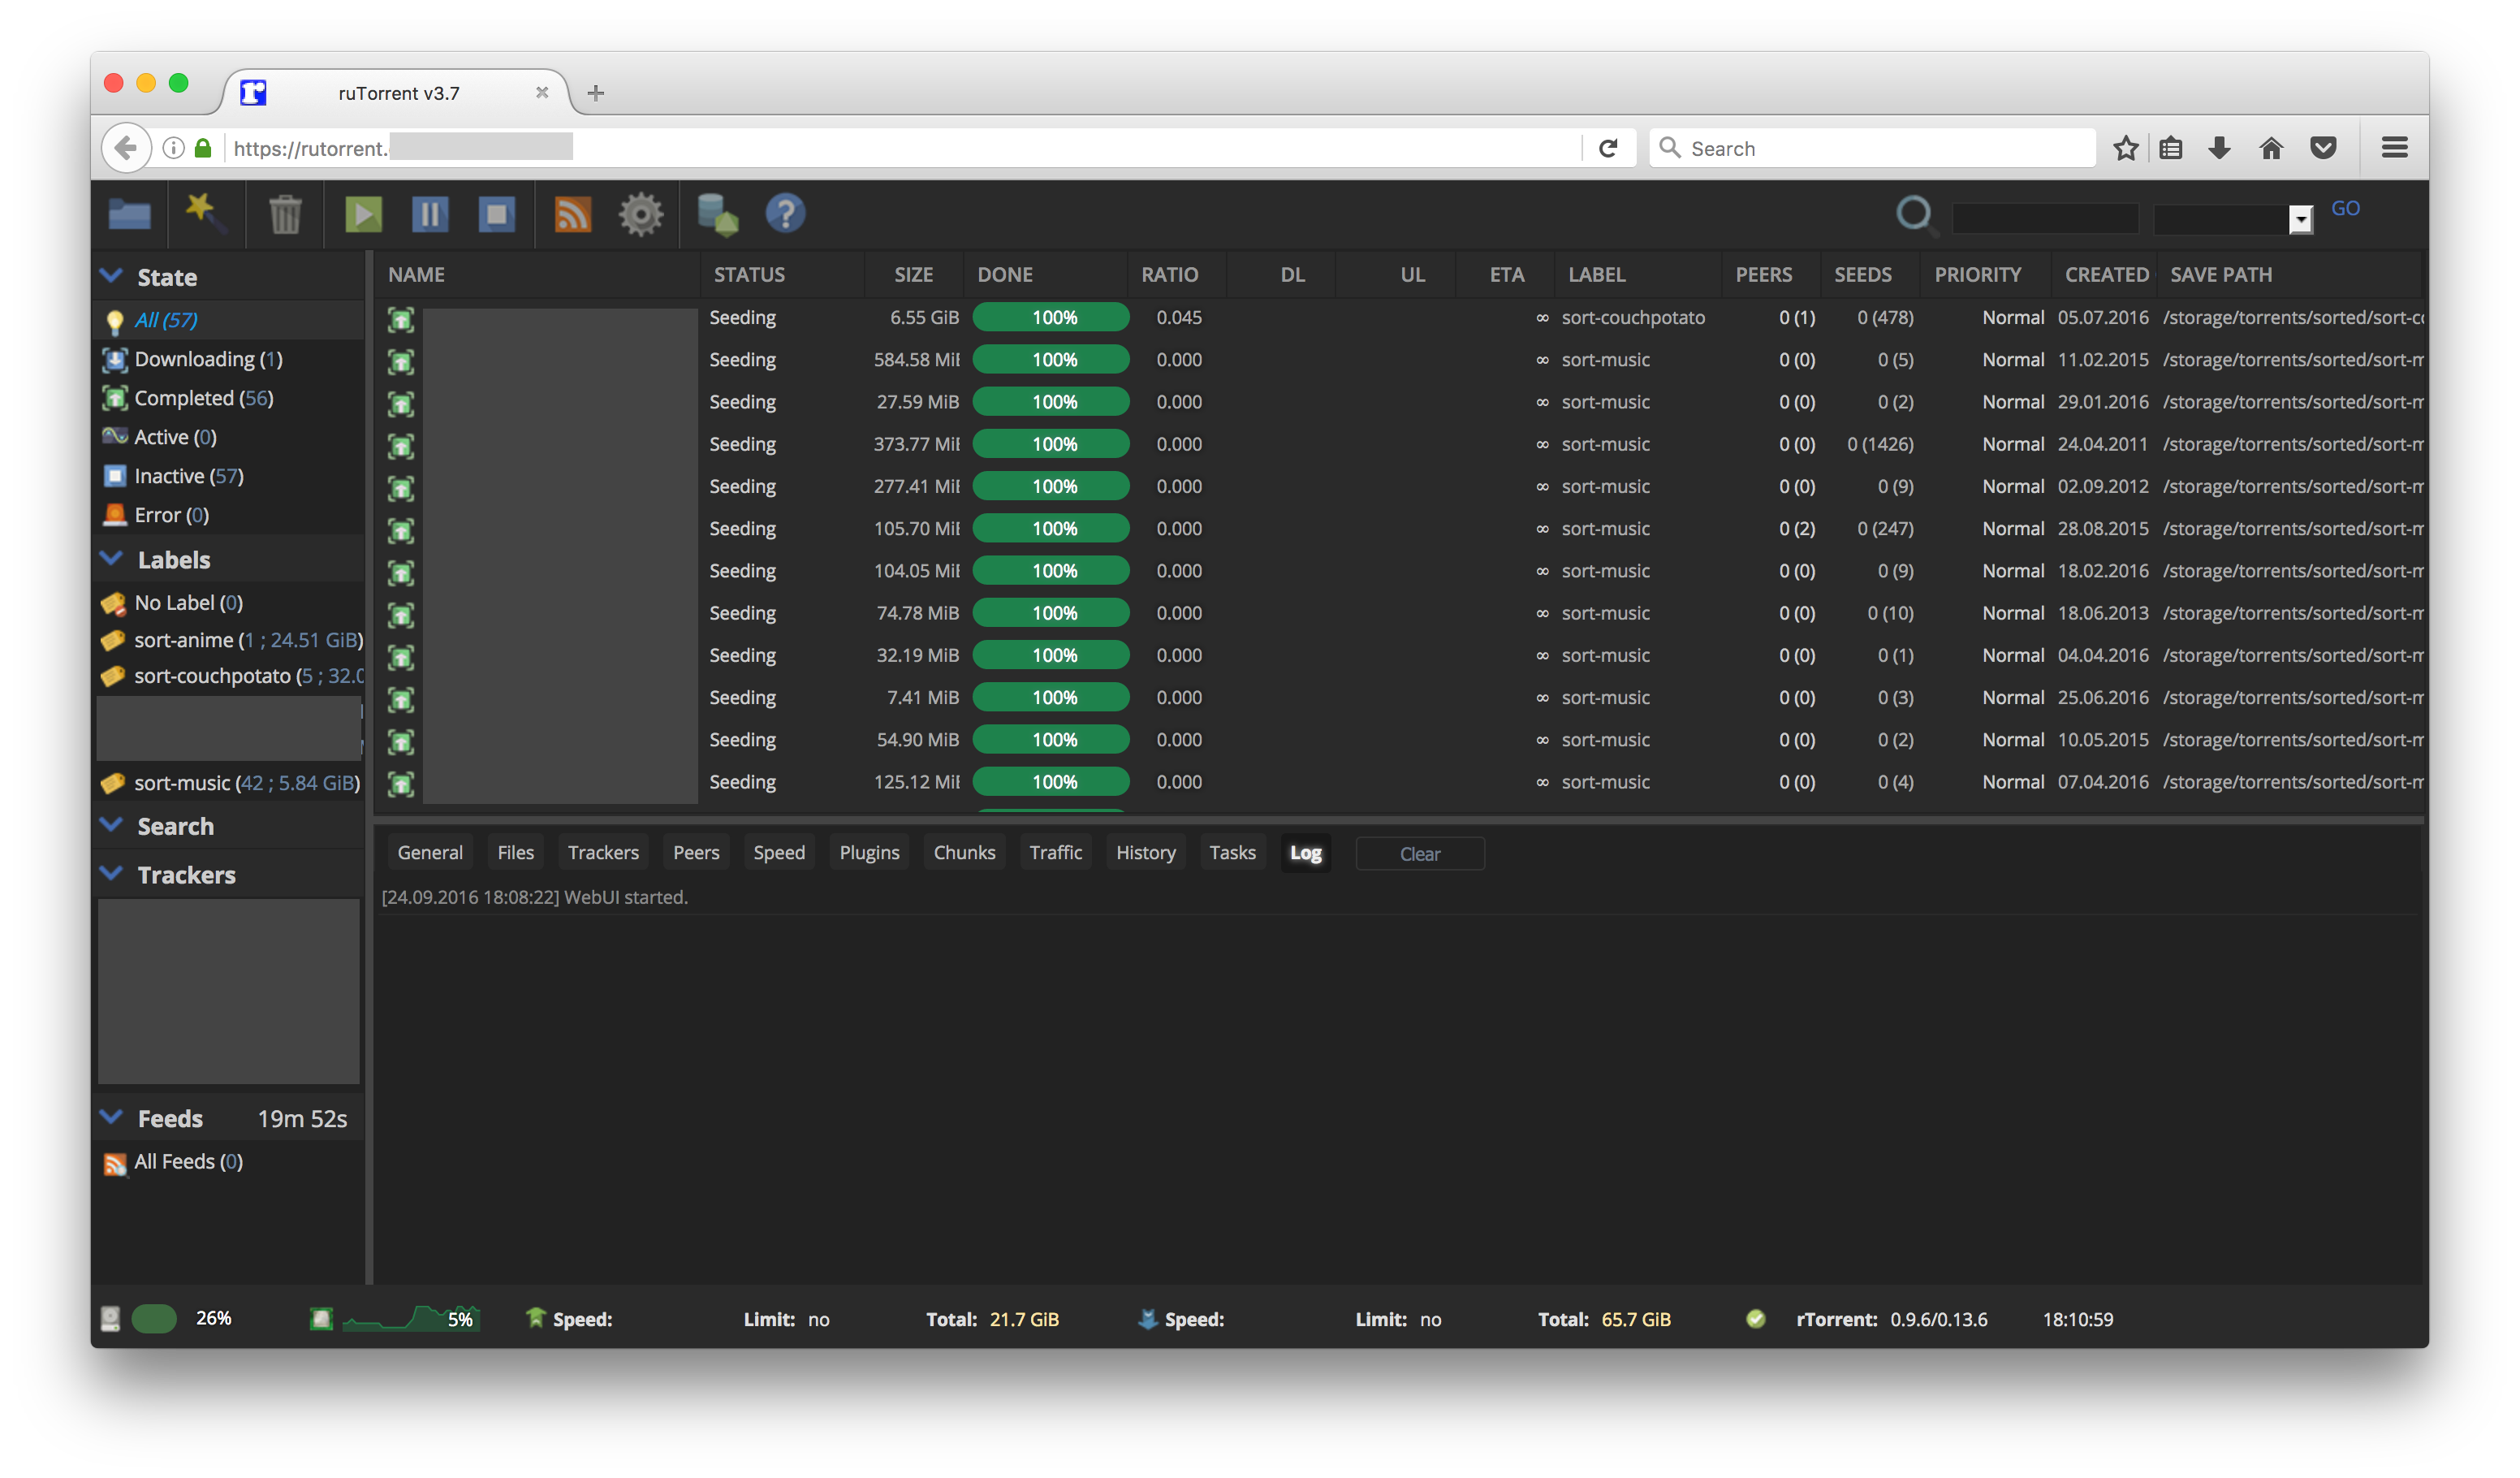 ruTorrent v3.7
https://rutorrent.
Search
GO
State
All (57)
Downloading (1)
Completed (56)
Active (0)
Inactive (57)
Error (0)
Labels
No Label (0)
sort-anime (1 ; 24.51 GiB)
sort-couchpotato (5 ; 32.0
sort-music (42 ; 5.84 GiB)
Search
Trackers
Feeds 19m 52s
All Feeds (0)
NAME STATUS SIZE DONE RATIO DL UL ETA LABEL PEERS SEEDS PRIORITY CREATED SAVE PATH
Seeding 6.55 GiB 100% 0.045 ∞ sort-couchpotato 0 (1) 0 (478) Normal 05.07.2016 /storage/torrents/sorted/sort-co
Seeding 584.58 MiB 100% 0.000 ∞ sort-music 0 (0) 0 (5) Normal 11.02.2015 /storage/torrents/sorted/sort-m
Seeding 27.59 MiB 100% 0.000 ∞ sort-music 0 (0) 0 (2) Normal 29.01.2016 /storage/torrents/sorted/sort-m
Seeding 373.77 MiB 100% 0.000 ∞ sort-music 0 (0) 0 (1426) Normal 24.04.2011 /storage/torrents/sorted/sort-m
Seeding 277.41 MiB 100% 0.000 ∞ sort-music 0 (0) 0 (9) Normal 02.09.2012 /storage/torrents/sorted/sort-m
Seeding 105.70 MiB 100% 0.000 ∞ sort-music 0 (2) 0 (247) Normal 28.08.2015 /storage/torrents/sorted/sort-m
Seeding 104.05 MiB 100% 0.000 ∞ sort-music 0 (0) 0 (9) Normal 18.02.2016 /storage/torrents/sorted/sort-m
Seeding 74.78 MiB 100% 0.000 ∞ sort-music 0 (0) 0 (10) Normal 18.06.2013 /storage/torrents/sorted/sort-m
Seeding 32.19 MiB 100% 0.000 ∞ sort-music 0 (0) 0 (1) Normal 04.04.2016 /storage/torrents/sorted/sort-m
Seeding 7.41 MiB 100% 0.000 ∞ sort-music 0 (0) 0 (3) Normal 25.06.2016 /storage/torrents/sorted/sort-m
Seeding 54.90 MiB 100% 0.000 ∞ sort-music 0 (0) 0 (2) Normal 10.05.2015 /storage/torrents/sorted/sort-m
Seeding 125.12 MiB 100% 0.000 ∞ sort-music 0 (0) 0 (4) Normal 07.04.2016 /storage/torrents/sorted/sort-m
General Files Trackers Peers Speed Plugins Chunks Traffic History Tasks Log Clear
[24.09.2016 18:08:22] WebUI started.
26% 5% Speed: Limit: no Total: 21.7 GiB Speed: Limit: no Total: 65.7 GiB rTorrent: 0.9.6/0.13.6 18:10:59